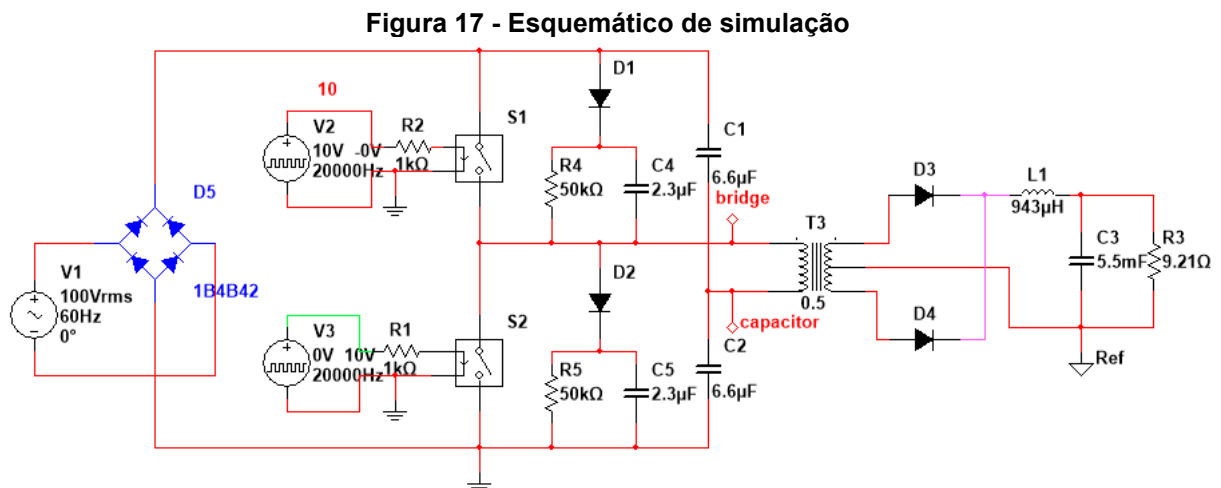 Figura 17 - Esquemático de simulação
10
V2
10V -0V
20000Hz
R2
1kΩ
S1
D1
R4
50kΩ
C4
2.3µF
C1
6.6µF
bridge
D5
1B4B42
V1
100Vrms
60Hz
0°
V3
0V 10V
20000Hz
R1
1kΩ
S2
D2
R5
50kΩ
C5
2.3µF
capacitor
C2
6.6µF
T3
0.5
D3
D4
L1
943µH
C3
5.5mF
R3
9.21Ω
Ref